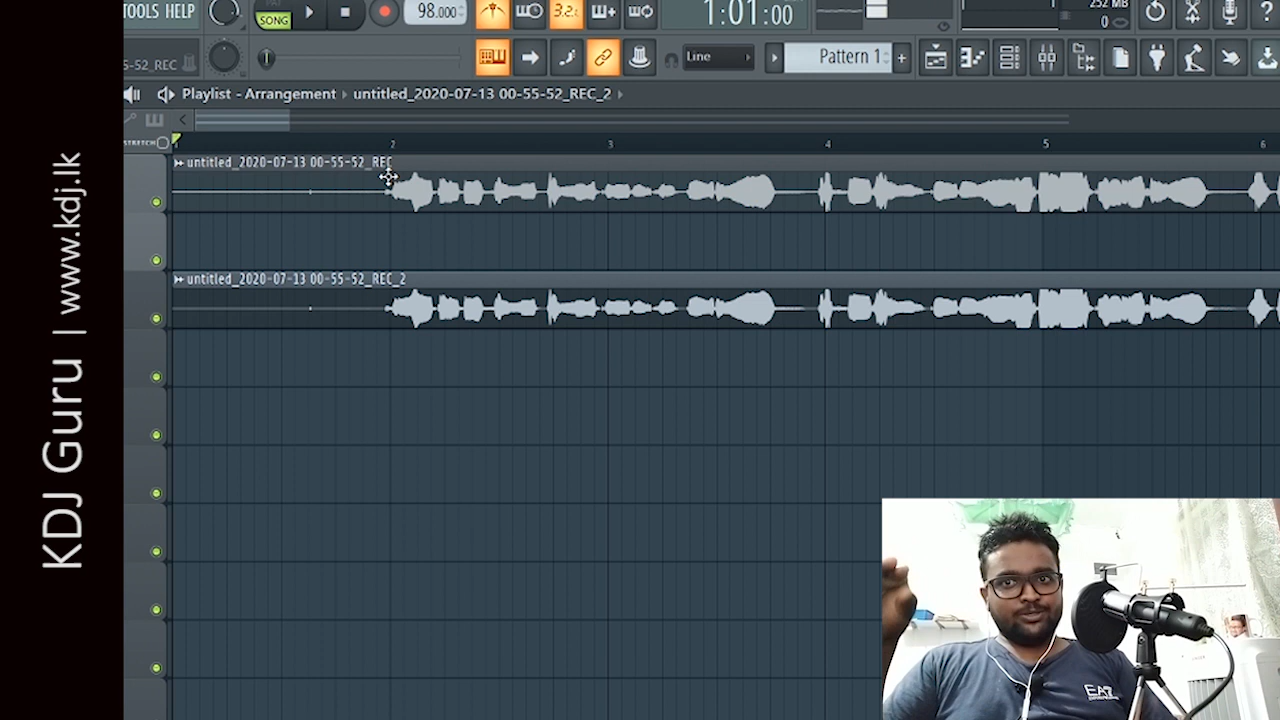 TOOLS HELP
SONG
98.000
3.2
1:01:00
252 MB
0
5-52_REC
Line
Pattern 1
Playlist - Arrangement
untitled_2020-07-13 00-55-52_REC_2
STRETCH
2
3
4
5
6
untitled_2020-07-13 00-55-52_REC
untitled_2020-07-13 00-55-52_REC_2
KDJ Guru | www.kdj.lk